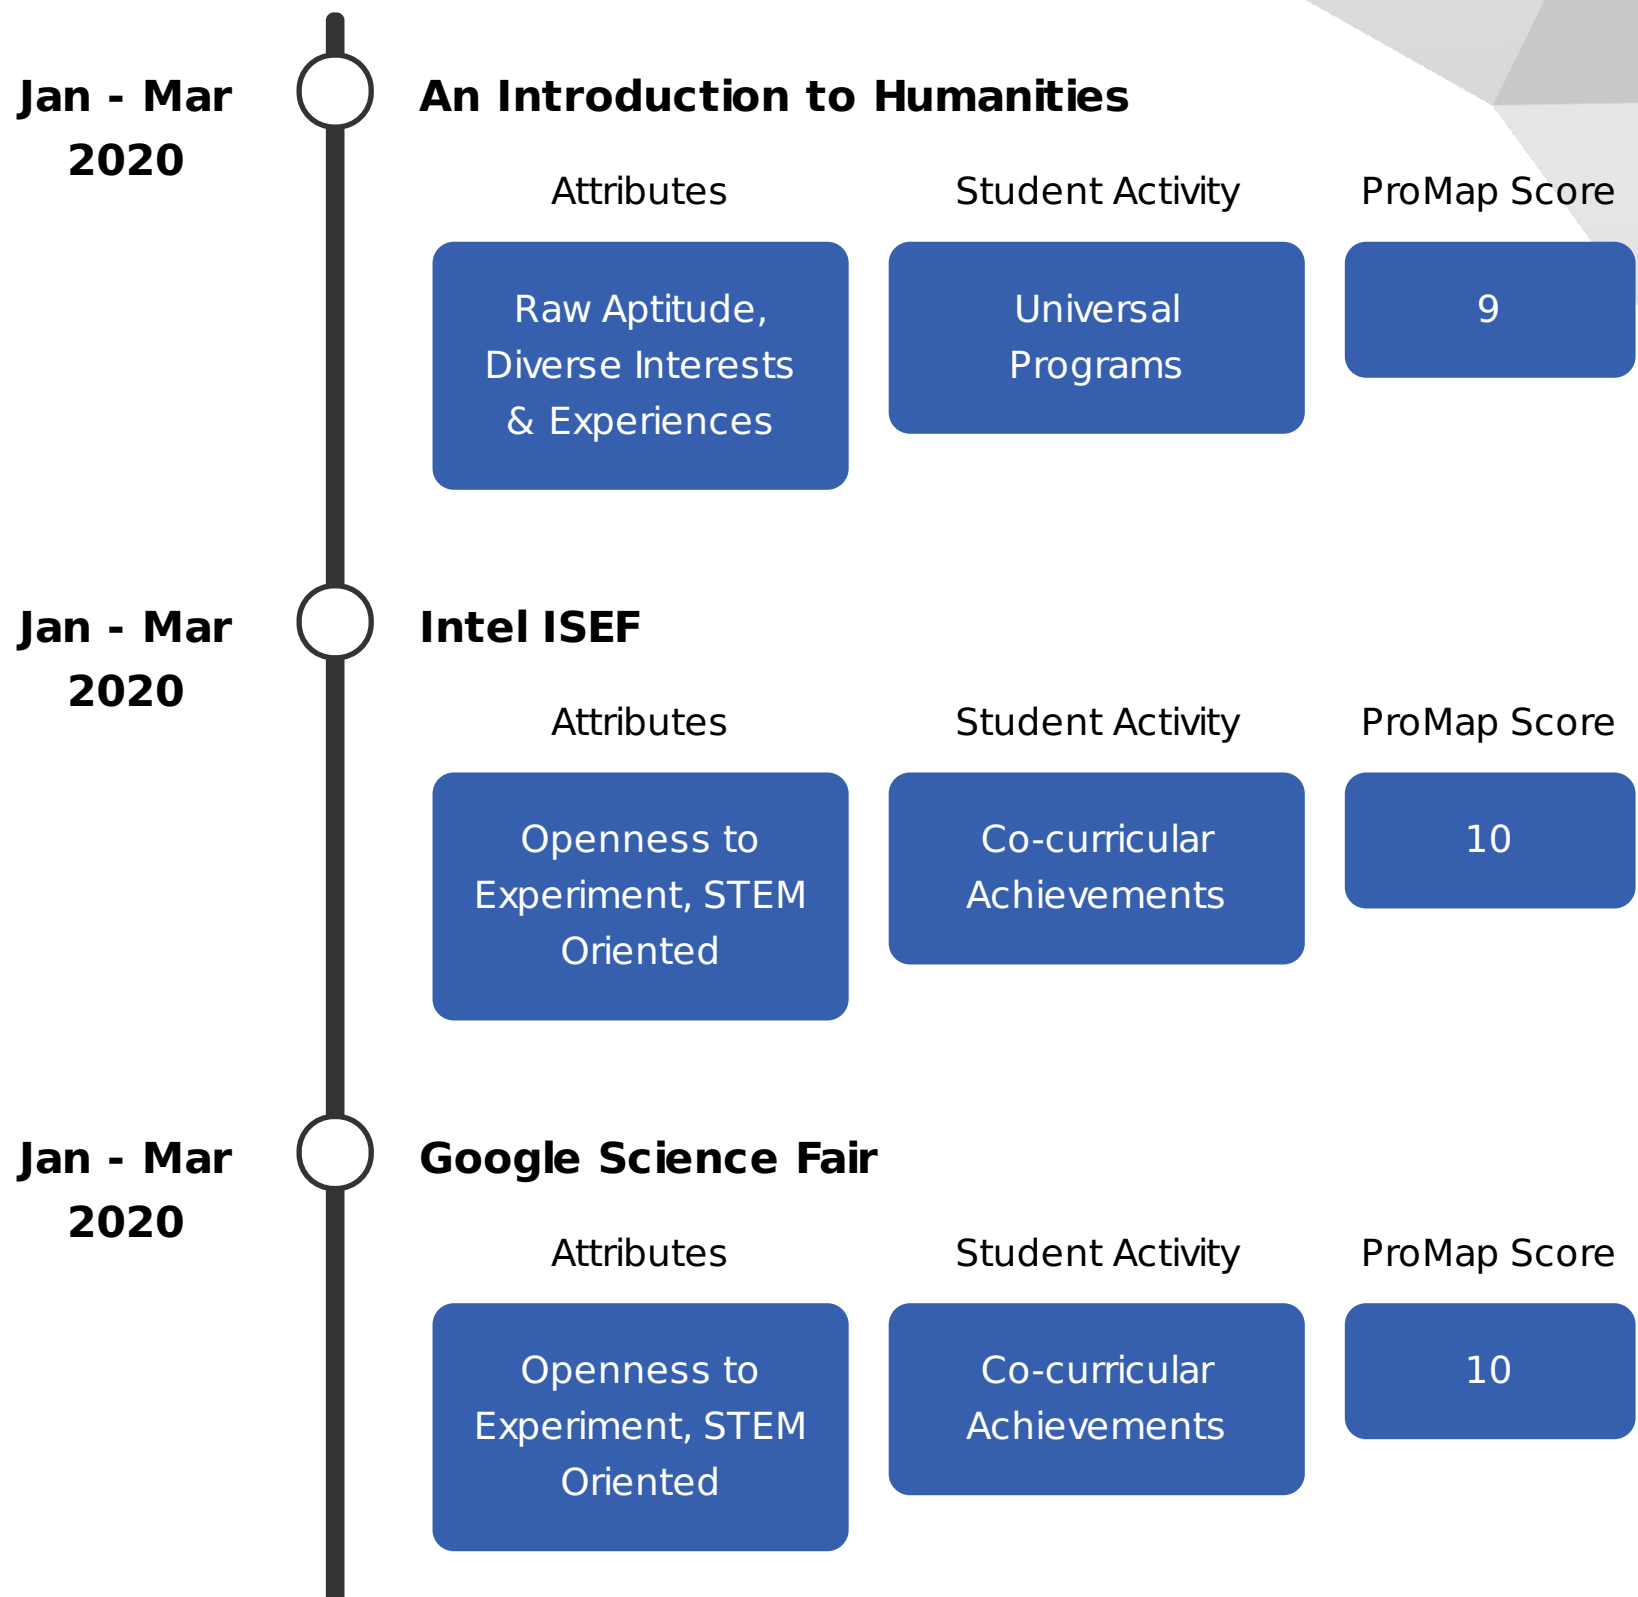 Jan - Mar
2020
An Introduction to Humanities
Attributes
Student Activity
ProMap Score
Raw Aptitude,
Diverse Interests
& Experiences
Universal
Programs
9
Jan - Mar
2020
Intel ISEF
Attributes
Student Activity
ProMap Score
Openness to
Experiment, STEM
Oriented
Co-curricular
Achievements
10
Jan - Mar
2020
Google Science Fair
Attributes
Student Activity
ProMap Score
Openness to
Experiment, STEM
Oriented
Co-curricular
Achievements
10